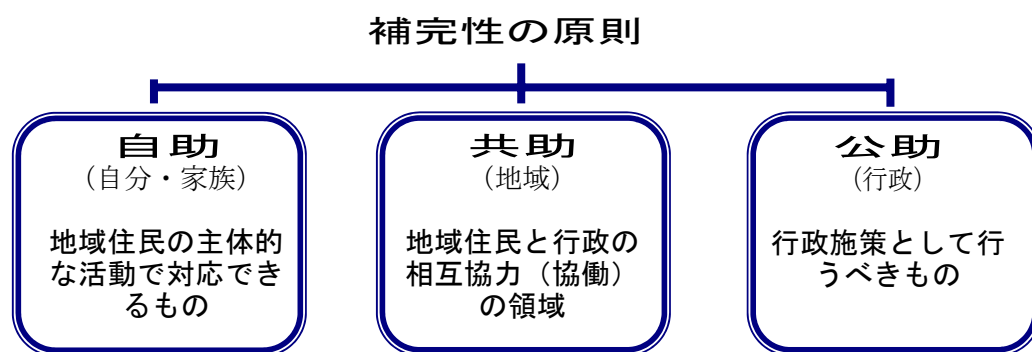 補完性の原則
自助
（自分・家族）
地域住民の主体的
な活動で対応でき
るもの
共助
（地域）
地域住民と行政の
相互協力（協働）
の領域
公助
（行政）
行政施策として行
うべきもの